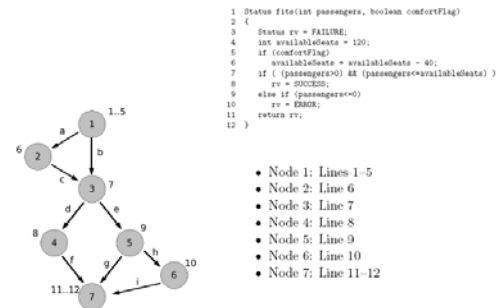 1 Status fits(int passengers, boolean comfortFlag)
2 {
3 Status rv = FAILURE;
4 int availableSeats = 120;
5 if (comfortFlag)
6 availableSeats = availableSeats - 40;
7 if ( (passengers>0) && (passengers<=availableSeats) )
8 rv = SUCCESS;
9 else if (passengers<=0)
10 rv = ERROR;
11 return rv;
12 }
1..5
1
a
b
6
2
c
3
7
d
e
8
4
5
9
f
g
h
10
6
i
11..12
7
• Node 1: Lines 1–5
• Node 2: Line 6
• Node 3: Line 7
• Node 4: Line 8
• Node 5: Line 9
• Node 6: Line 10
• Node 7: Line 11–12